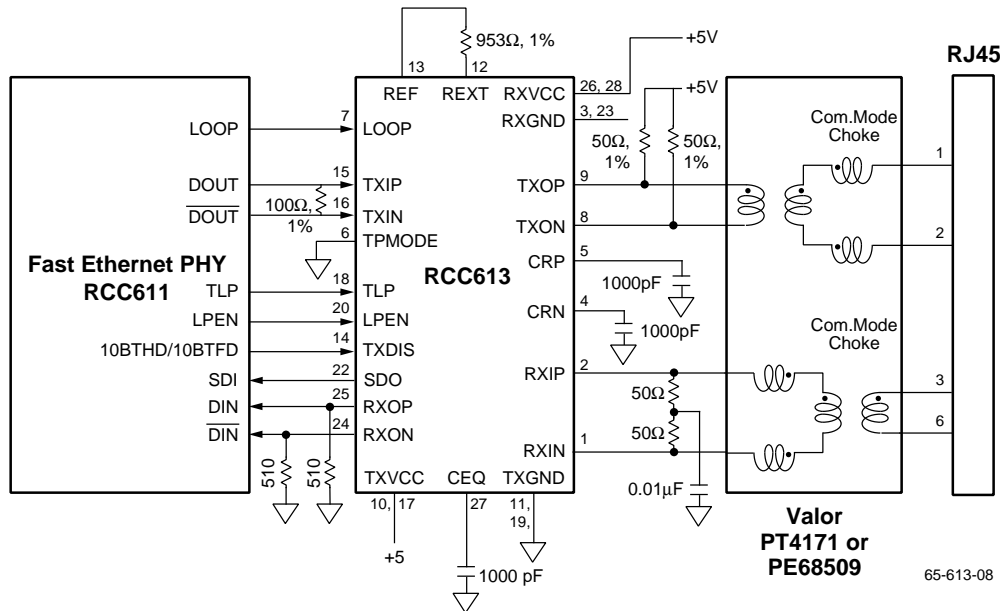 953Ω, 1%
13
12
REF
REXT
RXVCC
26, 28
+5V
RXGND
3, 23
+5V
RJ45
LOOP
7
LOOP
50Ω,
1%
50Ω,
1%
Com.Mode
Choke
1
DOUT
15
TXIP
TXOP
9
DOUT
100Ω,
1%
16
TXIN
TXON
8
2
6
TPMODE
CRP
5
1000pF
Fast Ethernet PHY
RCC611
RCC613
TLP
18
TLP
CRN
4
1000pF
LPEN
20
LPEN
Com.Mode
Choke
10BTHD/10BTFD
14
TXDIS
SDI
22
SDO
RXIP
2
50Ω
3
DIN
25
RXOP
50Ω
DIN
24
RXON
RXIN
1
6
510
510
TXVCC
CEQ
TXGND
10,
17
27
11,
19,
0.01µF
+5
1000 pF
Valor
PT4171 or
PE68509
65-613-08